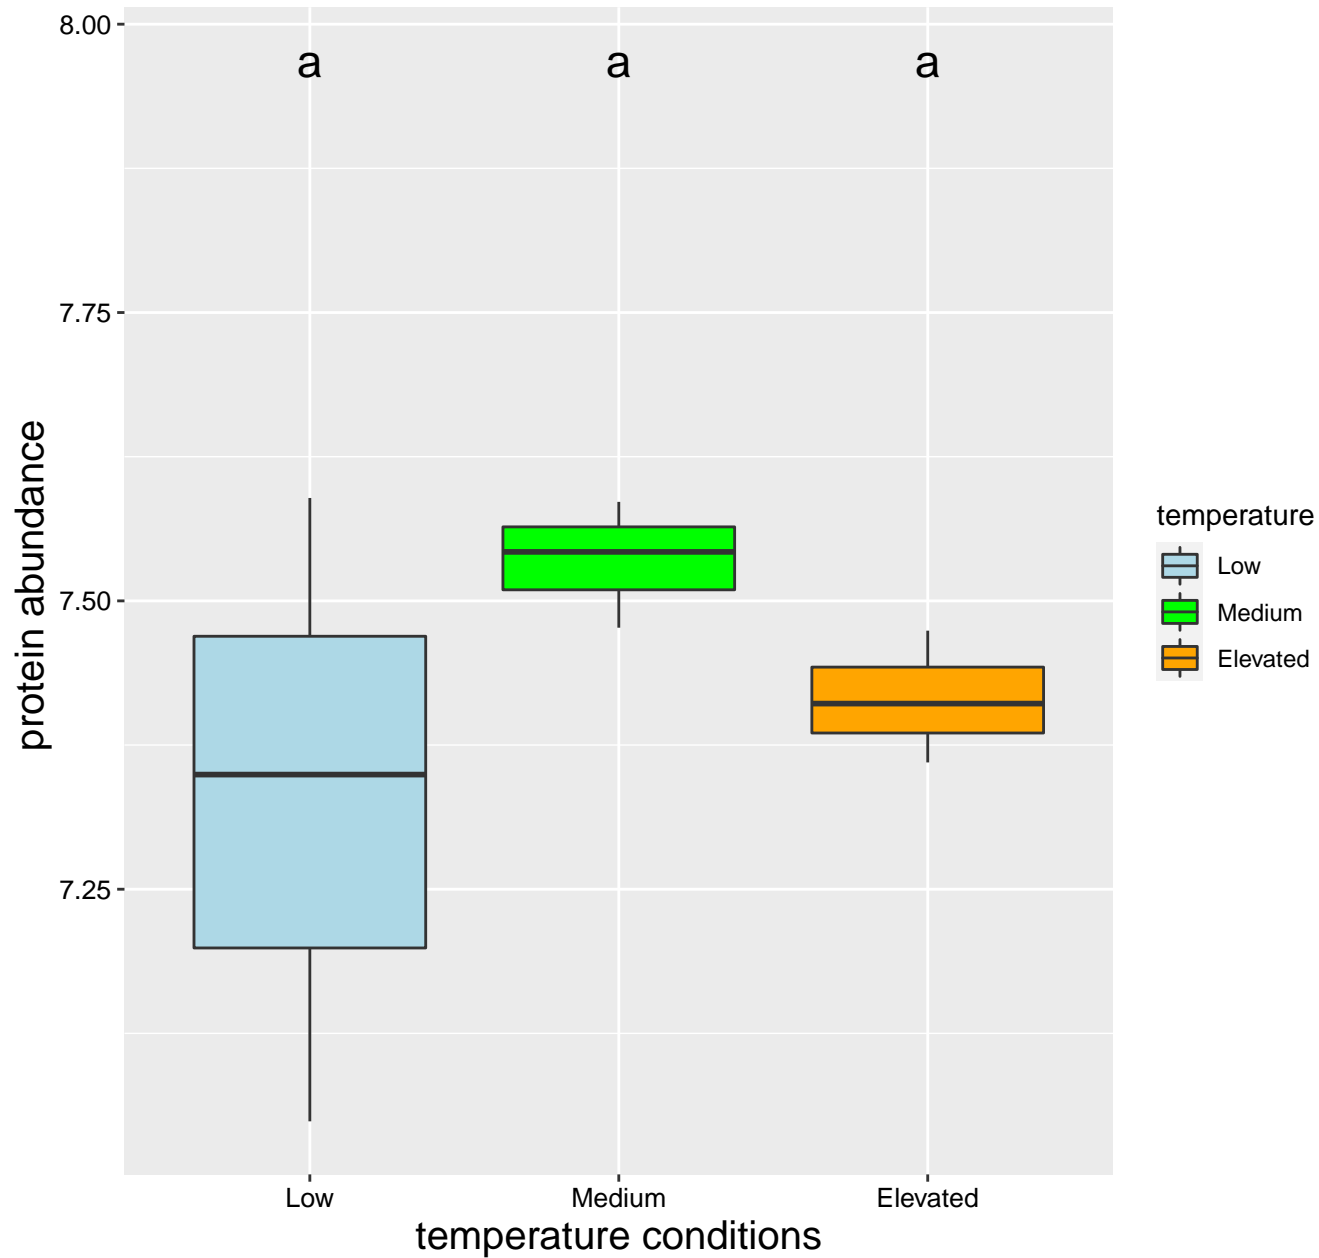 8.00
a a a
7.75
7.50
7.25
protein abundance
Low Medium Elevated
temperature conditions
temperature
Low
Medium
Elevated